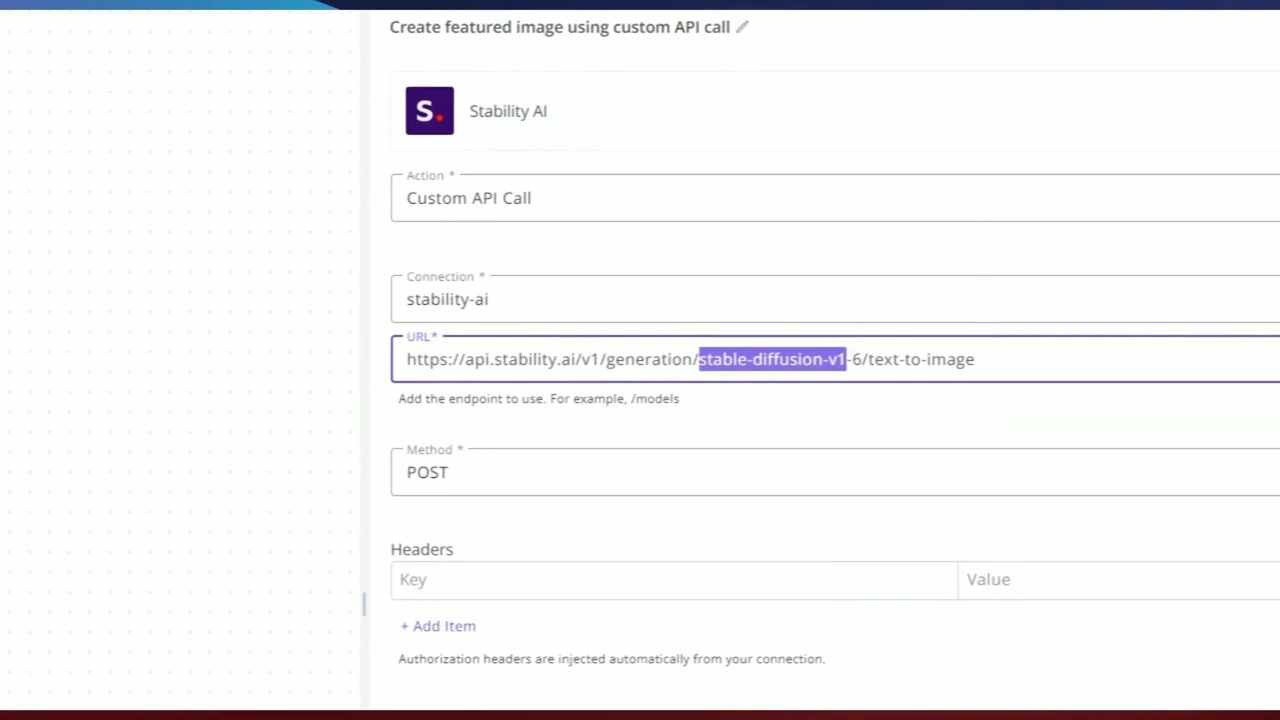 Create featured image using custom API call
S.
Stability AI
Action *
Custom API Call
Connection *
stability-ai
URL*
https://api.stability.ai/v1/generation/stable-diffusion-v1-6/text-to-image
Add the endpoint to use. For example, /models
Method *
POST
Headers
Key Value
+ Add Item
Authorization headers are injected automatically from your connection.